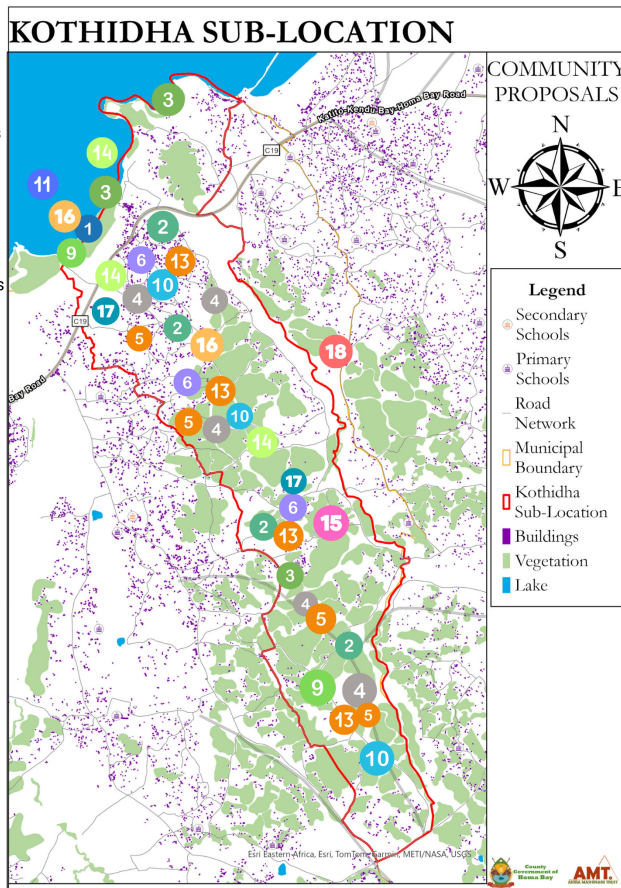 KOTHIDHA SUB-LOCATION
COMMUNITY
PROPOSALS
N
W
E
S
Legend
Secondary
Schools
Primary
Schools
Road
Network
Municipal
Boundary
Kothidha
Sub-Location
Buildings
Vegetation
Lake
Katito-Kendu Bay-Homa Bay Road
C19
3
14
11
3
16
1
2
9
6
13
14
10
4
4
17
2
5
16
18
6
13
10
5
4
14
17
6
15
2
13
3
4
5
2
9
4
13
5
10
C19
Bay Road
s
s
Esri Eastern Africa, Esri, TomTom, Garmin, METI/NASA, USGS
County
Government of
Homa Bay
AMT.